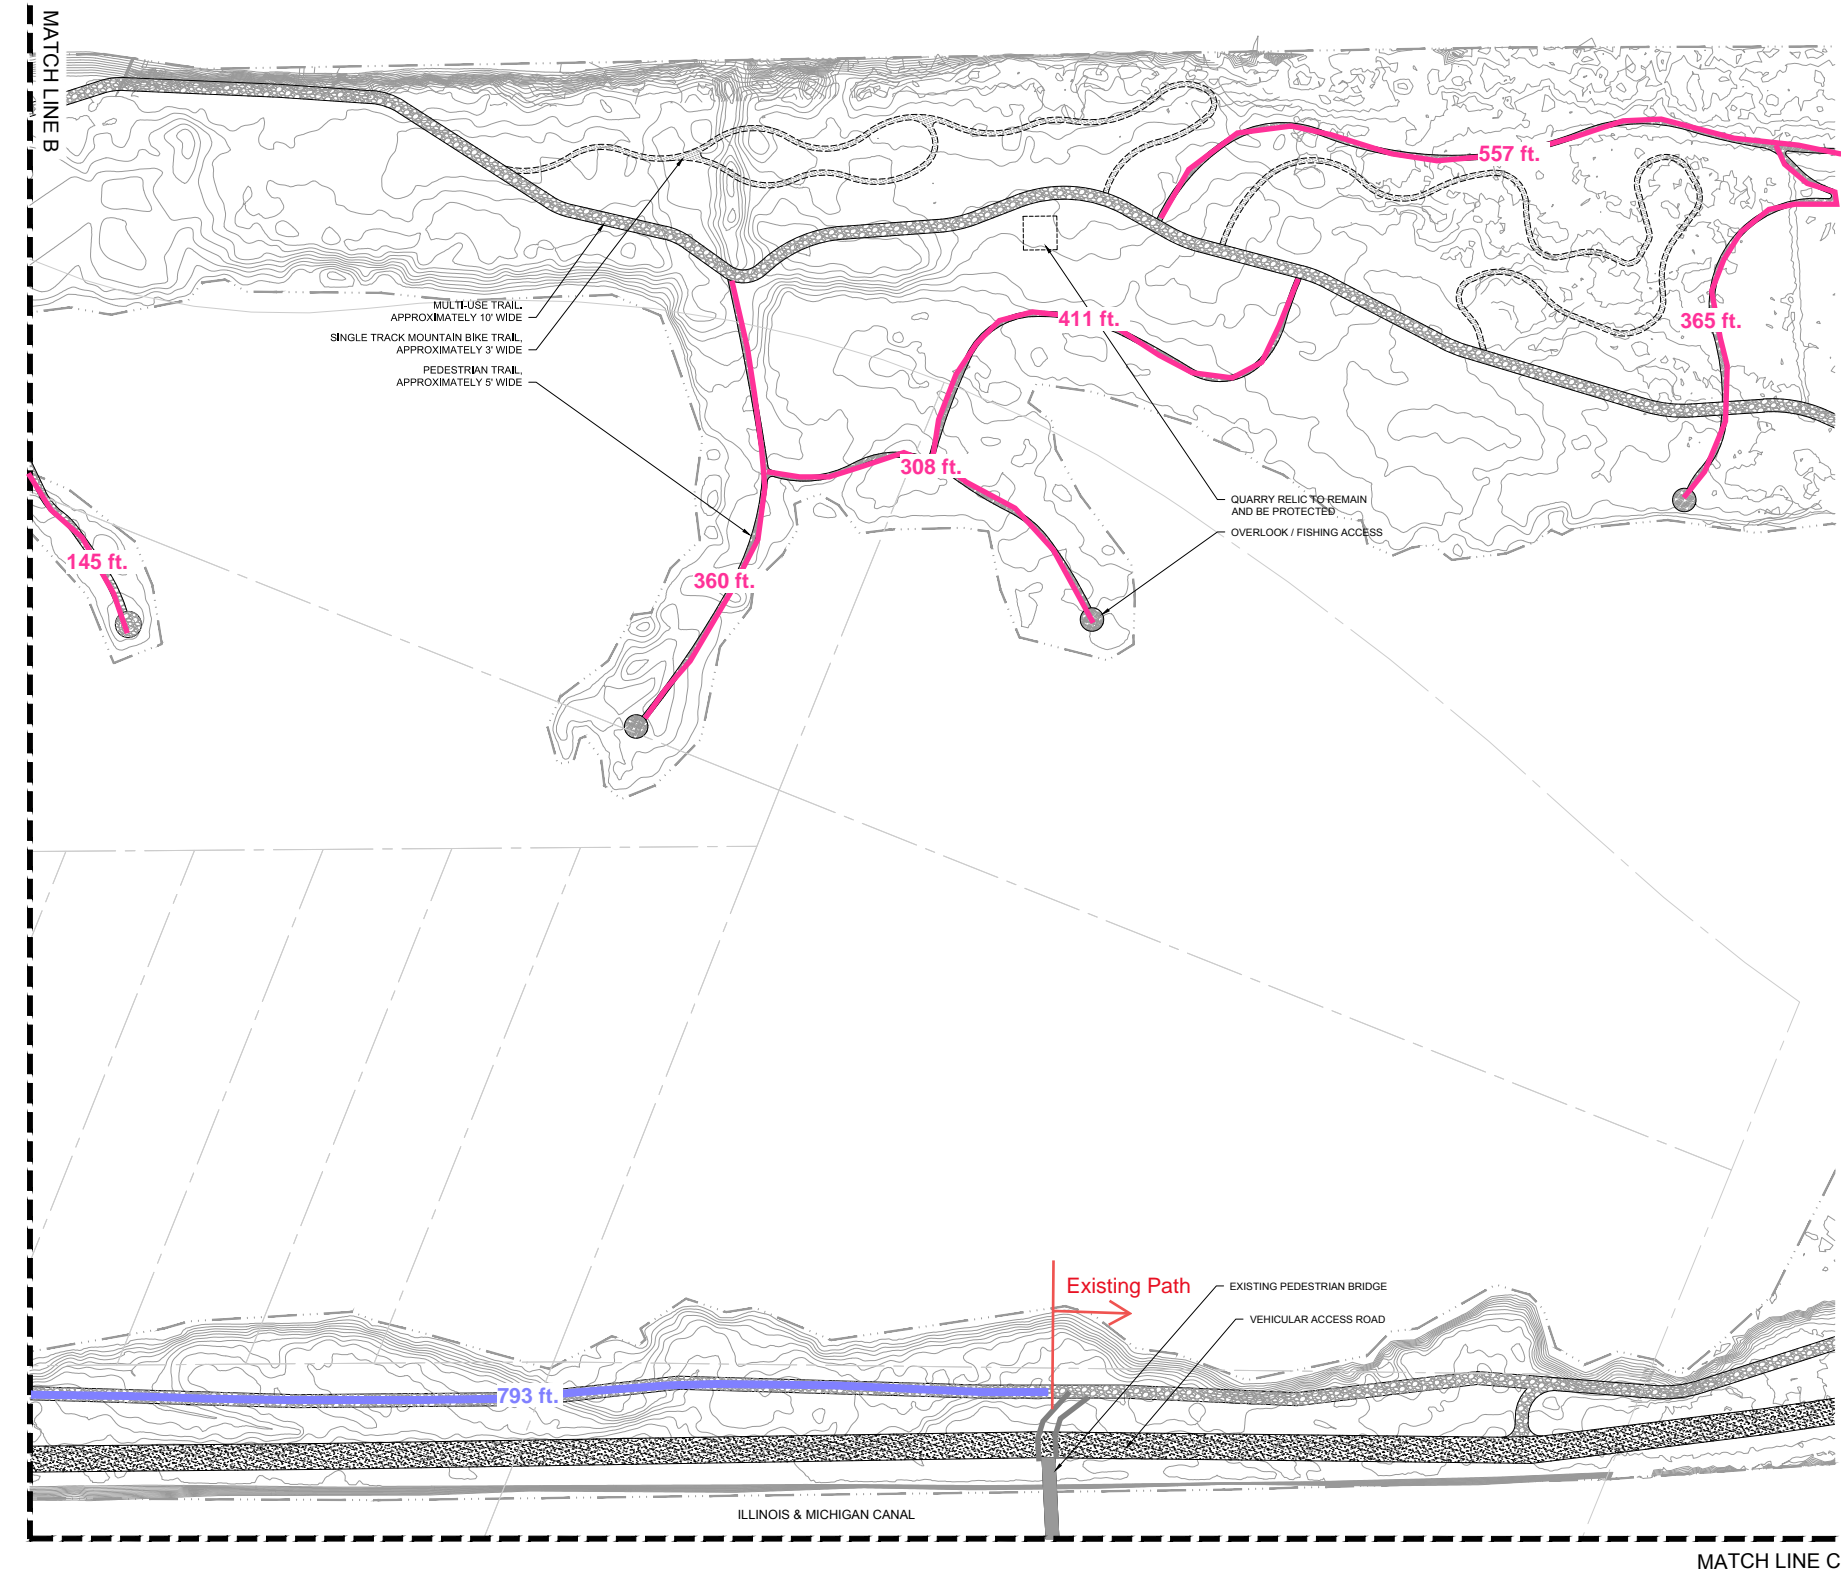 MATCH LINE B
557 ft.
MULTI-USE TRAIL,
APPROXIMATELY 10' WIDE
SINGLE TRACK MOUNTAIN BIKE TRAIL,
APPROXIMATELY 3' WIDE
PEDESTRIAN TRAIL,
APPROXIMATELY 5' WIDE
411 ft.
365 ft.
308 ft.
QUARRY RELIC TO REMAIN
AND BE PROTECTED
OVERLOOK / FISHING ACCESS
145 ft.
360 ft.
Existing Path
EXISTING PEDESTRIAN BRIDGE
VEHICULAR ACCESS ROAD
793 ft.
ILLINOIS & MICHIGAN CANAL
MATCH LINE C